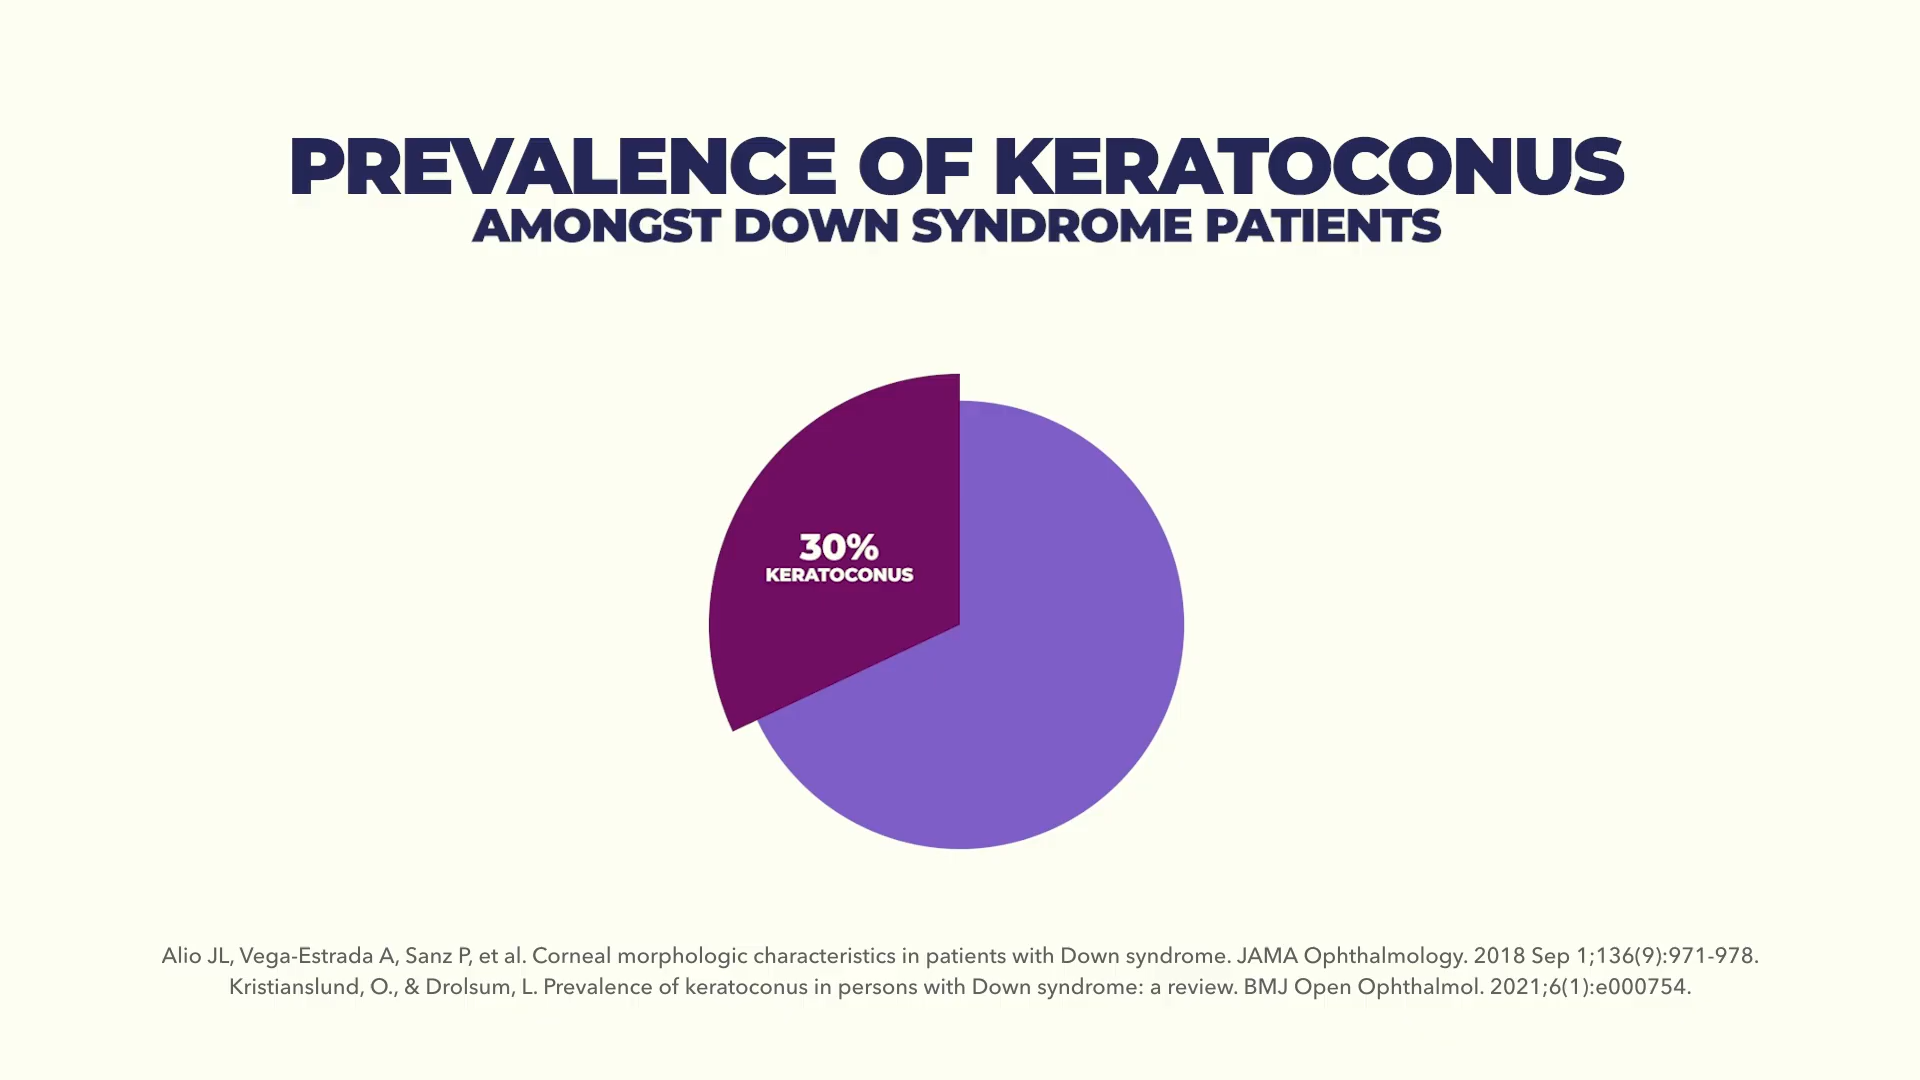 PREVALENCE OF KERATOCONUS
AMONGST DOWN SYNDROME PATIENTS
30%
KERATOCONUS
Alio JL, Vega-Estrada A, Sanz P, et al. Corneal morphologic characteristics in patients with Down syndrome. JAMA Ophthalmology. 2018 Sep 1;136(9):971-978.
Kristianslund, O., & Drolsum, L. Prevalence of keratoconus in persons with Down syndrome: a review. BMJ Open Ophthalmol. 2021;6(1):e000754.